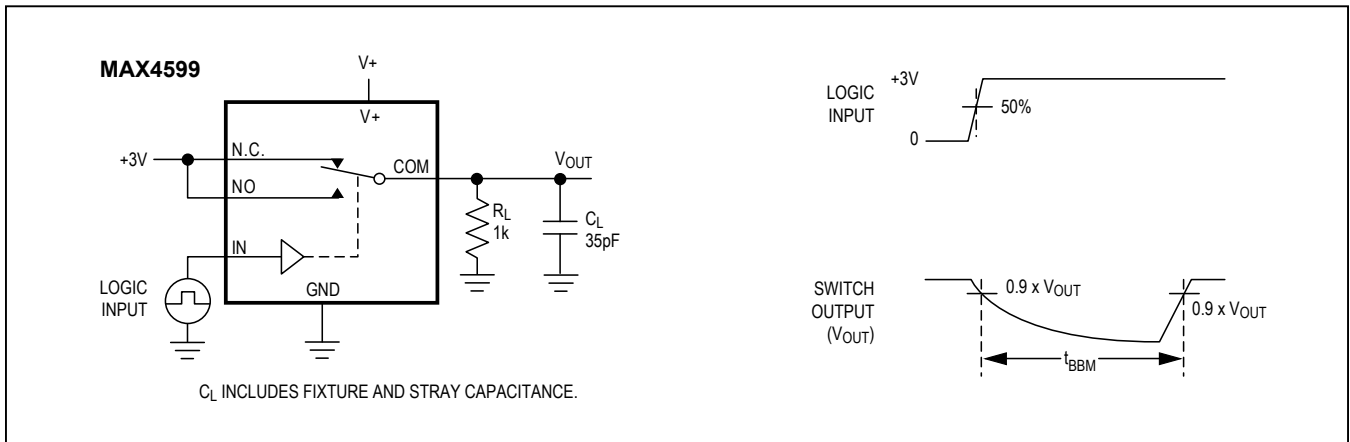 MAX4599
V+
V+
+3V
N.C.
NO
COM
VOUT
RL
1k
CL
35pF
IN
LOGIC
INPUT
GND
CL INCLUDES FIXTURE AND STRAY CAPACITANCE.
LOGIC
INPUT
+3V
50%
0
SWITCH
OUTPUT
(VOUT)
0.9 x VOUT
0.9 x VOUT
tBBM